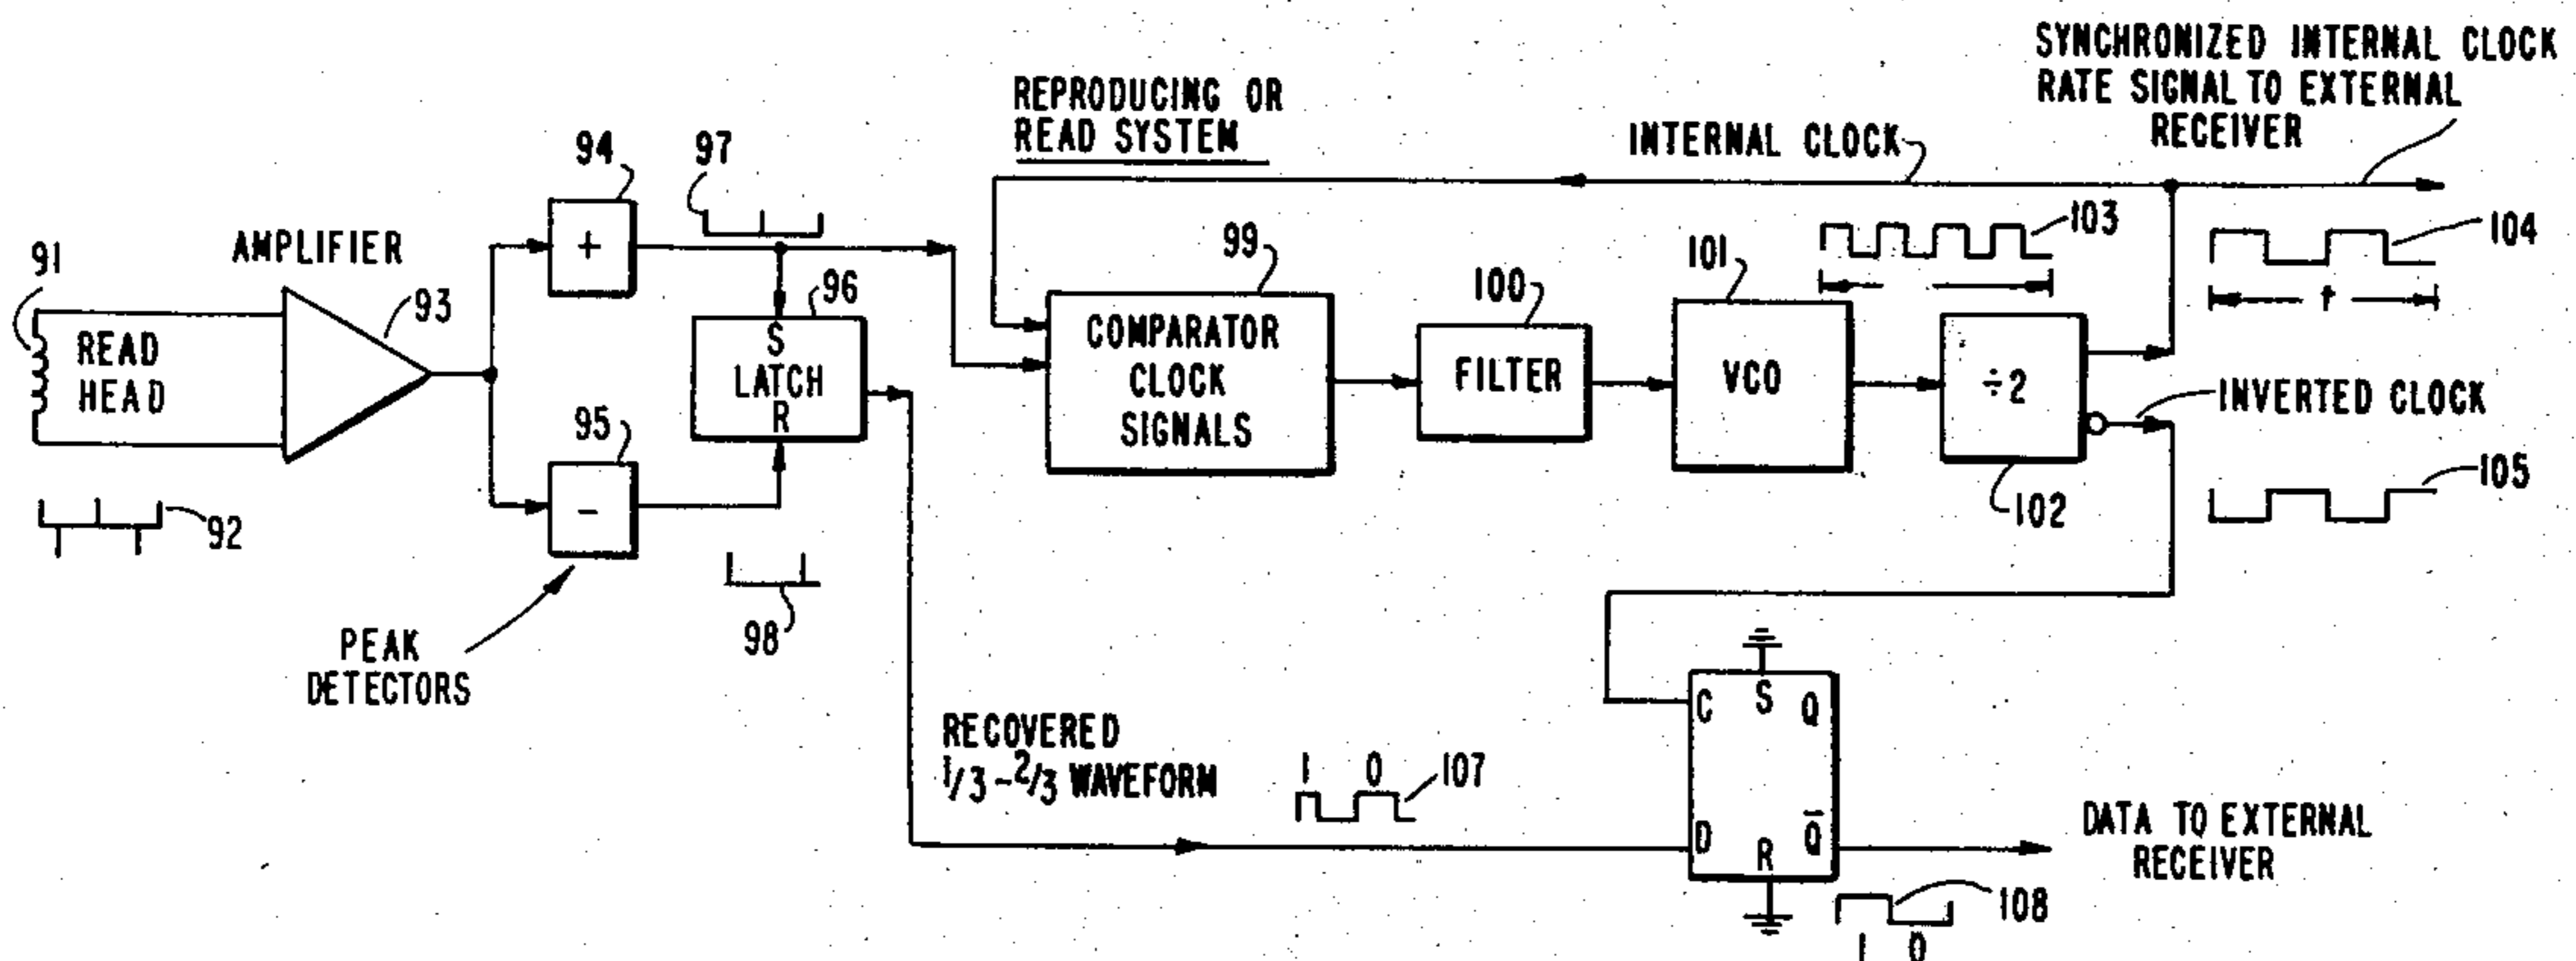 SYNCHRONIZED INTERNAL CLOCK
RATE SIGNAL TO EXTERNAL
RECEIVER
REPRODUCING OR
READ SYSTEM
INTERNAL CLOCK
94
97
103
104
91
AMPLIFIER
+
99
101
93
96
100
t
READ
HEAD
S
LATCH
R
COMPARATOR
CLOCK
SIGNALS
FILTER
VCO
÷2
INVERTED CLOCK
95
92
-
102
105
98
PEAK
DETECTORS
RECOVERED
1/3-2/3 WAVEFORM
1 0
107
C S Q
D R Q̅
DATA TO EXTERNAL
RECEIVER
108
1 0